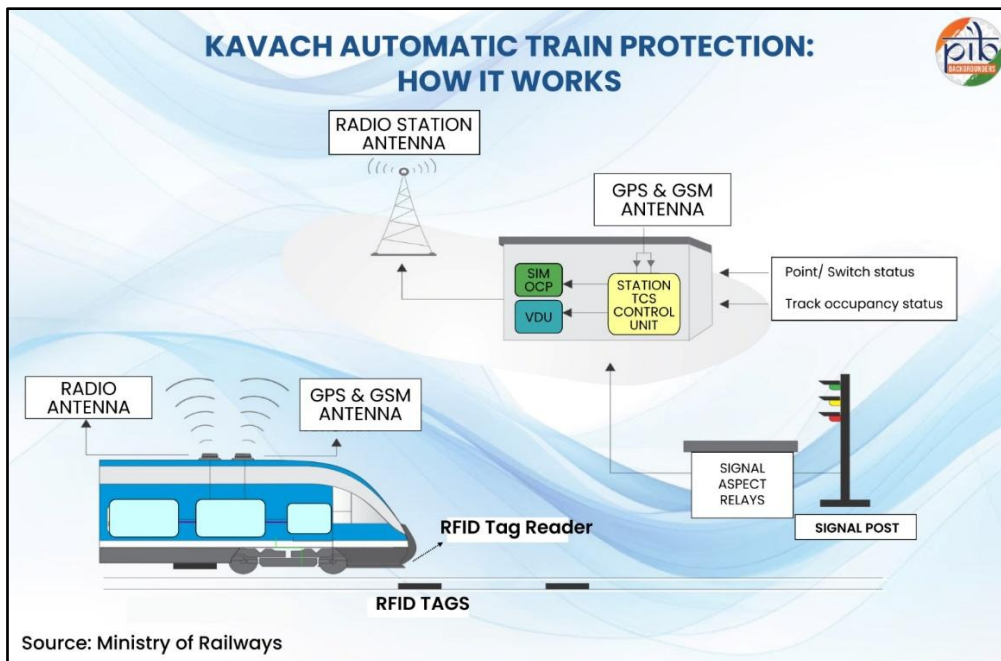 KAVACH AUTOMATIC TRAIN PROTECTION:
HOW IT WORKS
pib
BACKGROUNDERS
RADIO STATION
ANTENNA
GPS & GSM
ANTENNA
SIM
OCP
VDU
STATION
TCS
CONTROL
UNIT
Point/ Switch status
Track occupancy status
RADIO
ANTENNA
GPS & GSM
ANTENNA
SIGNAL
ASPECT
RELAYS
SIGNAL POST
RFID Tag Reader
RFID TAGS
Source: Ministry of Railways